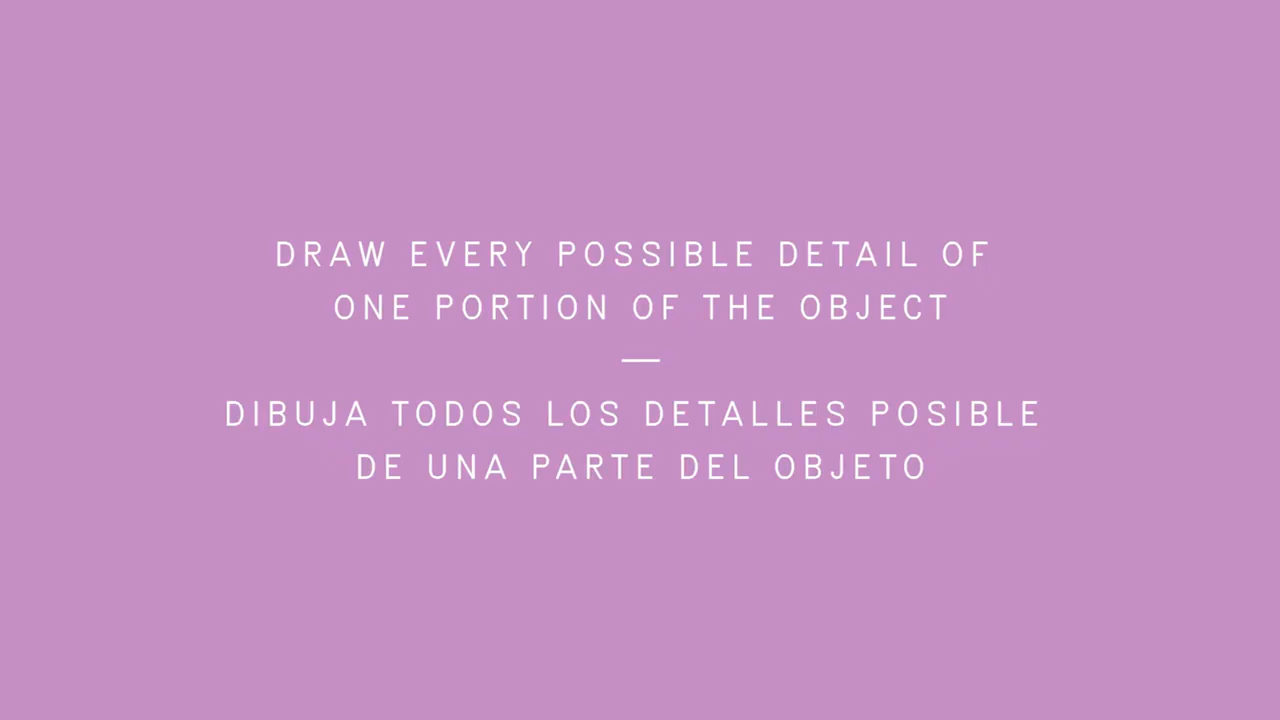 DRAW EVERY POSSIBLE DETAIL OF
ONE PORTION OF THE OBJECT
—
DIBUJA TODOS LOS DETALLES POSIBLE
DE UNA PARTE DEL OBJETO